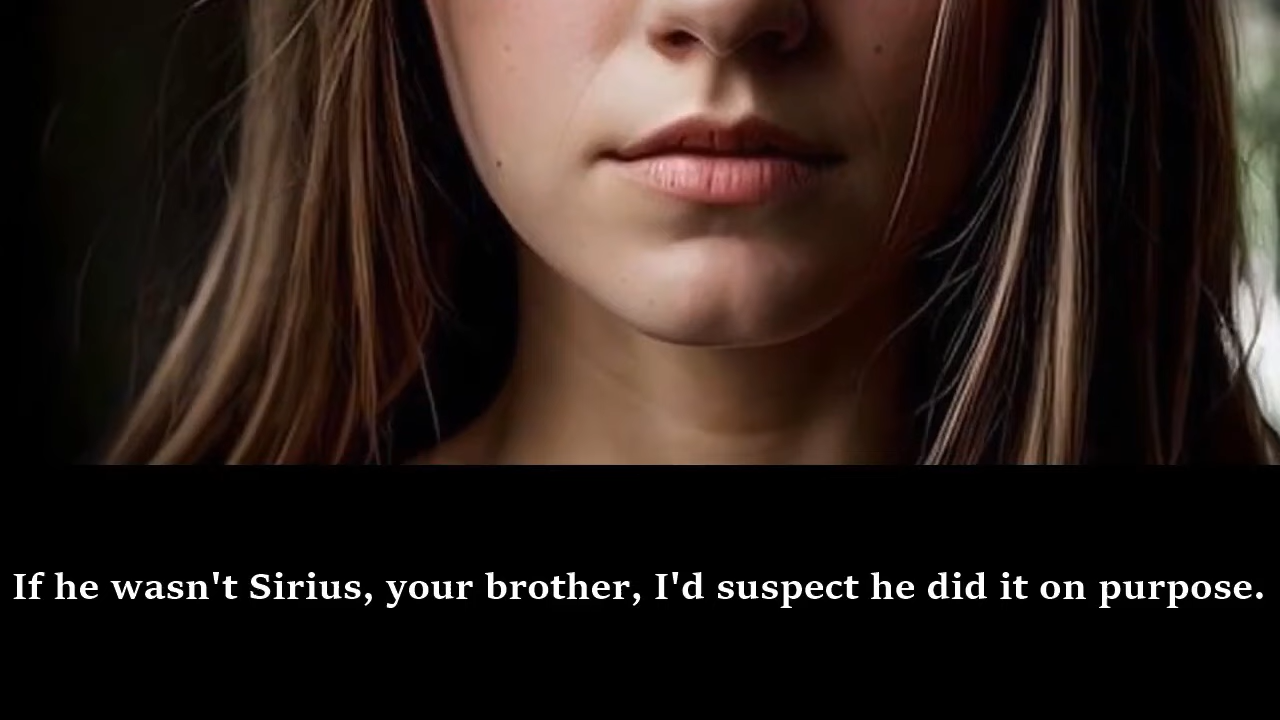 If he wasn't Sirius, your brother, I'd suspect he did it on purpose.